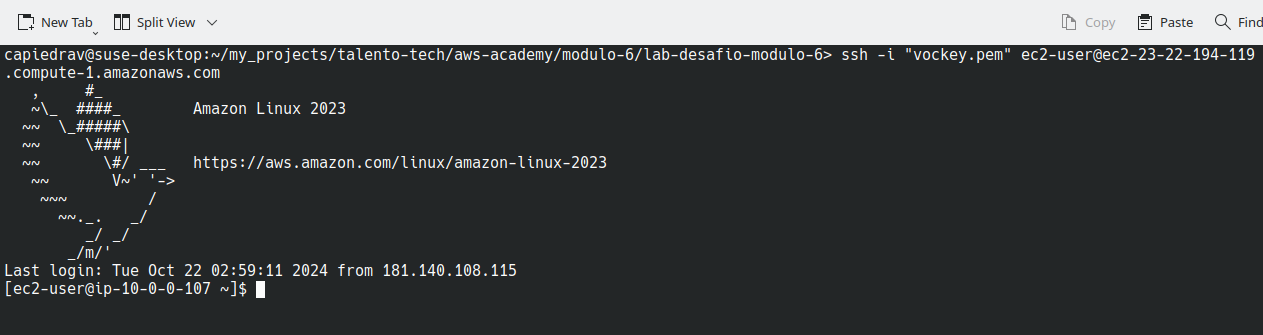 New Tab Split View Copy Paste Find
capiedrav@suse-desktop:~/my_projects/talento-tech/aws-academy/modulo-6/lab-desafio-modulo-6> ssh -i "vockey.pem" ec2-user@ec2-23-22-194-119
.compute-1.amazonaws.com
   ,     #_
   ~\_  ####_        Amazon Linux 2023
  ~~  \_#####\
  ~~     \###|
  ~~       \#/ ___   https://aws.amazon.com/linux/amazon-linux-2023
   ~~       V~' '->
    ~~~         /
      ~~._.   _/
         _/ _/
       _/m/'
Last login: Tue Oct 22 02:59:11 2024 from 181.140.108.115
[ec2-user@ip-10-0-0-107 ~]$